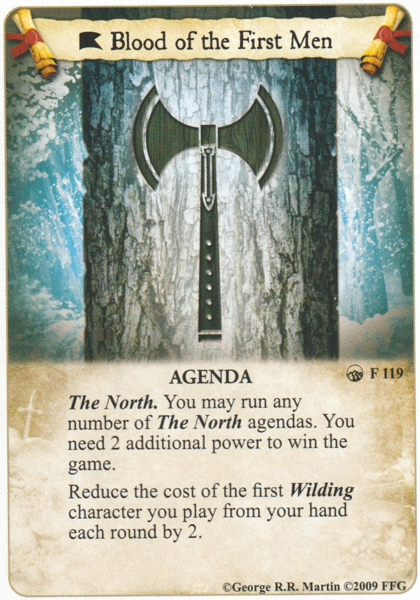 Blood of the First Men
AGENDA
F 119
The North. You may run any
number of The North agendas. You
need 2 additional power to win the
game.
Reduce the cost of the first Wilding
character you play from your hand
each round by 2.
©George R.R. Martin ©2009 FFG